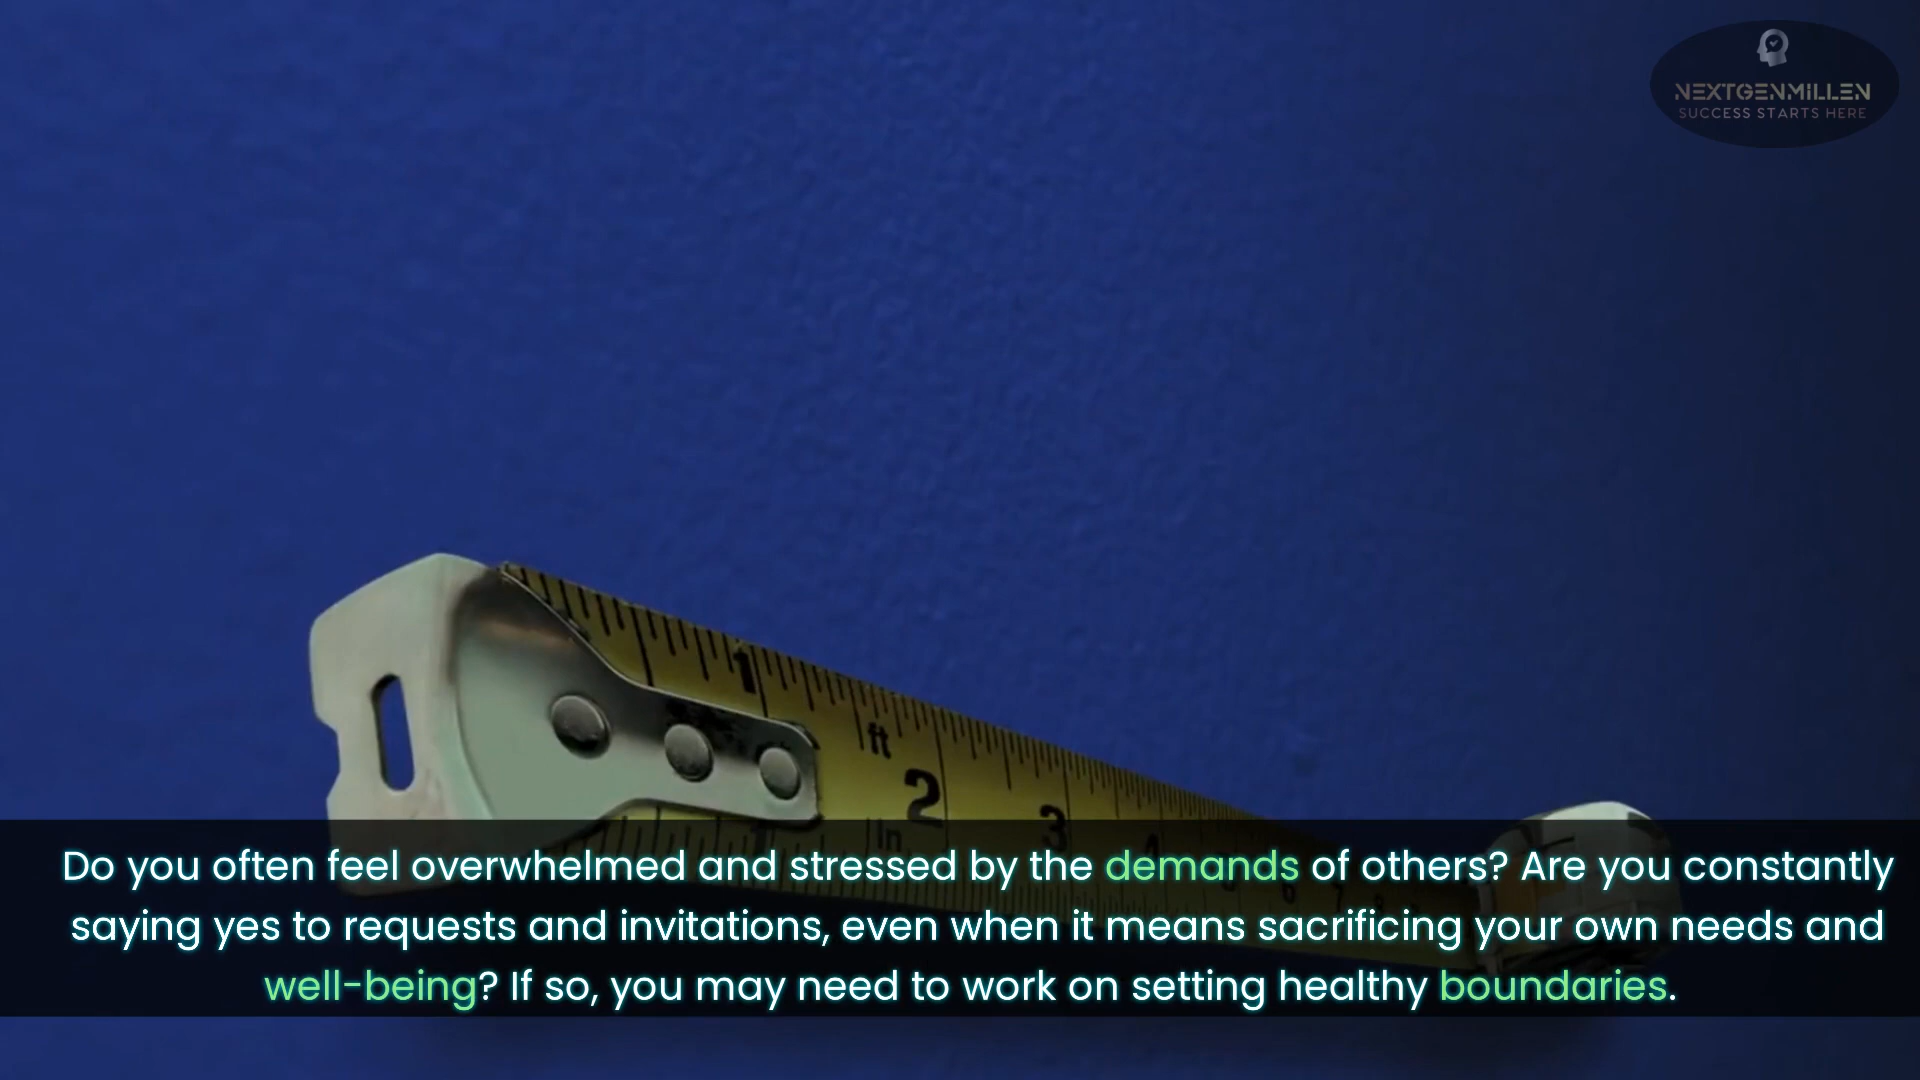 NEXTGENMILLEN
SUCCESS STARTS HERE
1
ft
2
in
3
4
Do you often feel overwhelmed and stressed by the demands of others? Are you constantly
saying yes to requests and invitations, even when it means sacrificing your own needs and
well-being? If so, you may need to work on setting healthy boundaries.